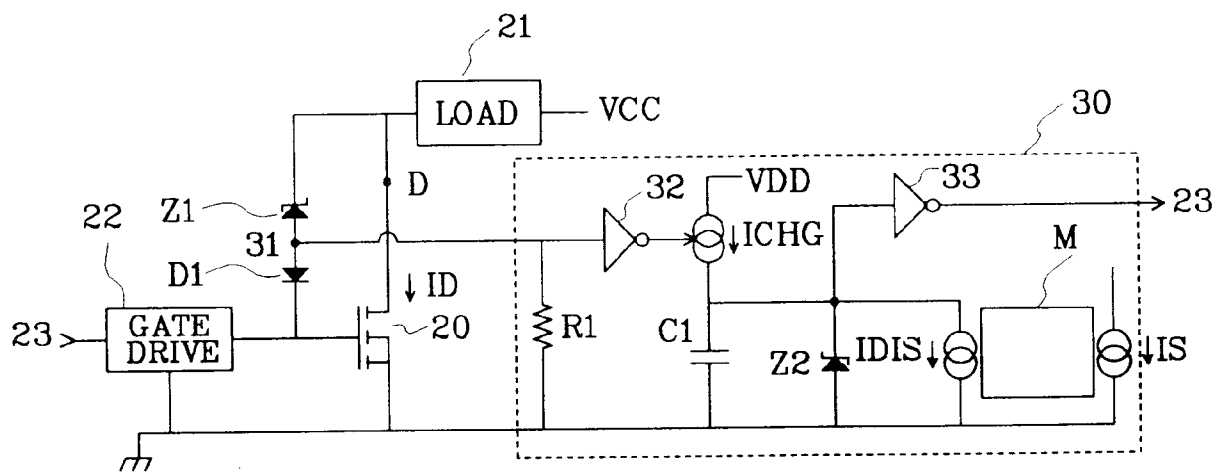 21
LOAD
VCC
30
D
32
VDD
33
23
Z1
31
ICHG
M
22
D1
ID
23
GATE
DRIVE
20
R1
C1
Z2
IDIS
IS